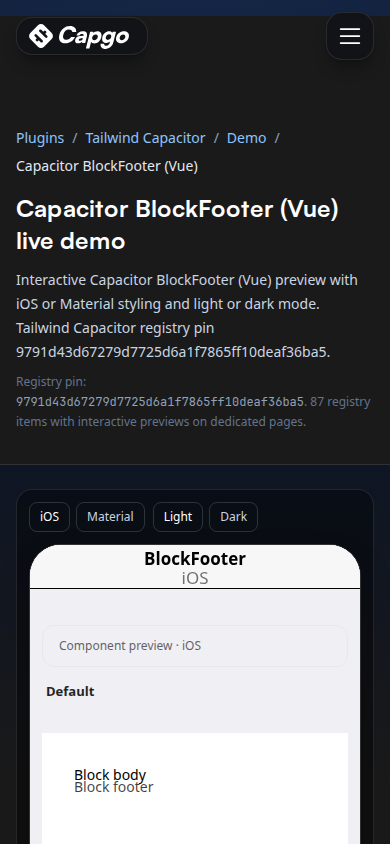 Capgo
Plugins / Tailwind Capacitor / Demo /
Capacitor BlockFooter (Vue)
Capacitor BlockFooter (Vue)
live demo
Interactive Capacitor BlockFooter (Vue) preview with
iOS or Material styling and light or dark mode.
Tailwind Capacitor registry pin
9791d43d67279d7725d6a1f7865ff10deaf36ba5.
Registry pin:
9791d43d67279d7725d6a1f7865ff10deaf36ba5. 87 registry
items with interactive previews on dedicated pages.
iOS Material Light Dark
BlockFooter
iOS
Component preview · iOS
Default
Block body
Block footer